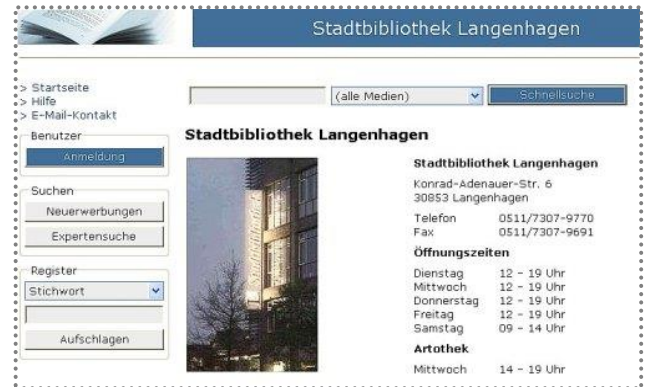 Stadtbibliothek Langenhagen
> Startseite
> Hilfe
> E-Mail-Kontakt
Benutzer
Anmeldung
Suchen
Neuerwerbungen
Expertensuche
Register
Stichwort
Aufschlagen
(alle Medien)
Schnellsuche
Stadtbibliothek Langenhagen
Stadtbibliothek Langenhagen
Konrad-Adenauer-Str. 6
30853 Langenhagen
Telefon 0511/7307-9770
Fax 0511/7307-9691
Öffnungszeiten
Dienstag 12 - 19 Uhr
Mittwoch 12 - 19 Uhr
Donnerstag 12 - 19 Uhr
Freitag 12 - 19 Uhr
Samstag 09 - 14 Uhr
Artothek
Mittwoch 14 - 19 Uhr